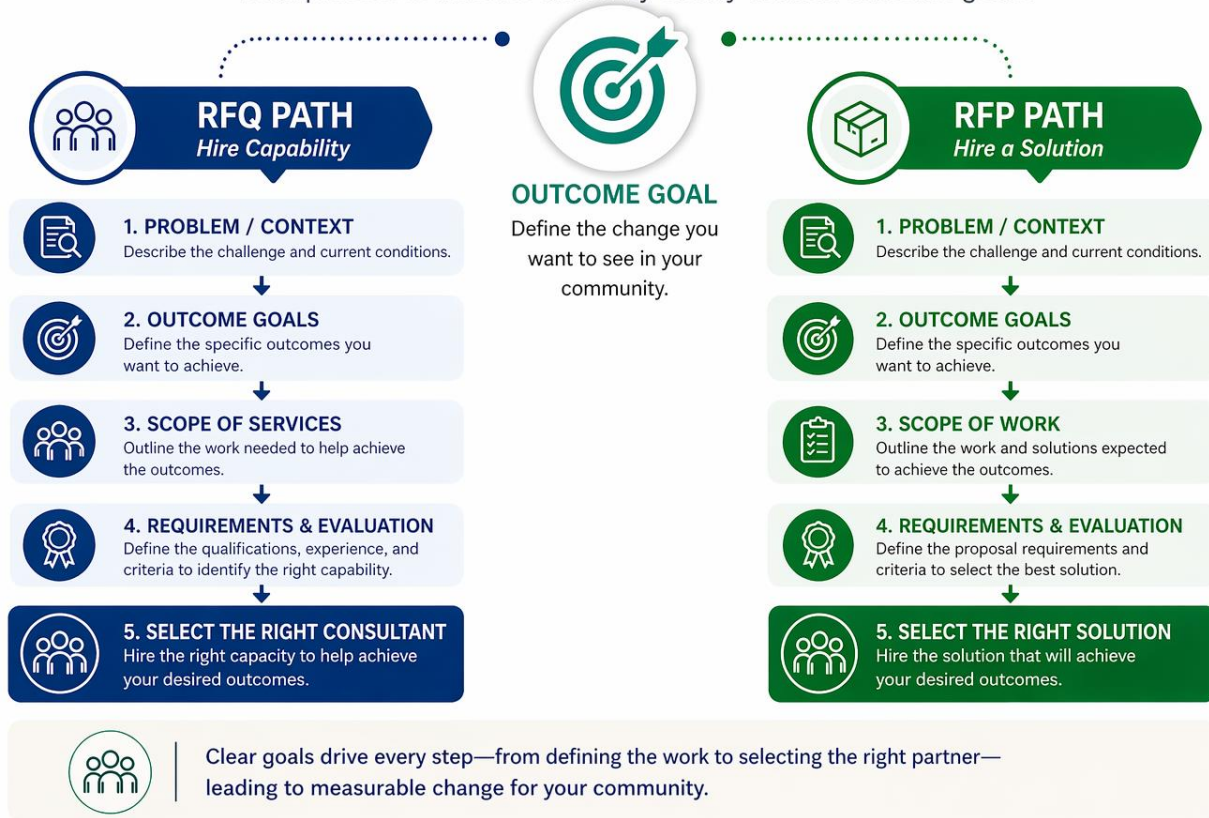 RFQ PATH
Hire Capability
1. PROBLEM / CONTEXT
Describe the challenge and current conditions.
2. OUTCOME GOALS
Define the specific outcomes you
want to achieve.
3. SCOPE OF SERVICES
Outline the work needed to help achieve
the outcomes.
4. REQUIREMENTS & EVALUATION
Define the qualifications, experience, and
criteria to identify the right capability.
5. SELECT THE RIGHT CONSULTANT
Hire the right capacity to help achieve
your desired outcomes.
OUTCOME GOAL
Define the change you
want to see in your
community.
RFP PATH
Hire a Solution
1. PROBLEM / CONTEXT
Describe the challenge and current conditions.
2. OUTCOME GOALS
Define the specific outcomes you
want to achieve.
3. SCOPE OF WORK
Outline the work and solutions expected
to achieve the outcomes.
4. REQUIREMENTS & EVALUATION
Define the proposal requirements and
criteria to select the best solution.
5. SELECT THE RIGHT SOLUTION
Hire the solution that will achieve
your desired outcomes.
Clear goals drive every step—from defining the work to selecting the right partner—
leading to measurable change for your community.